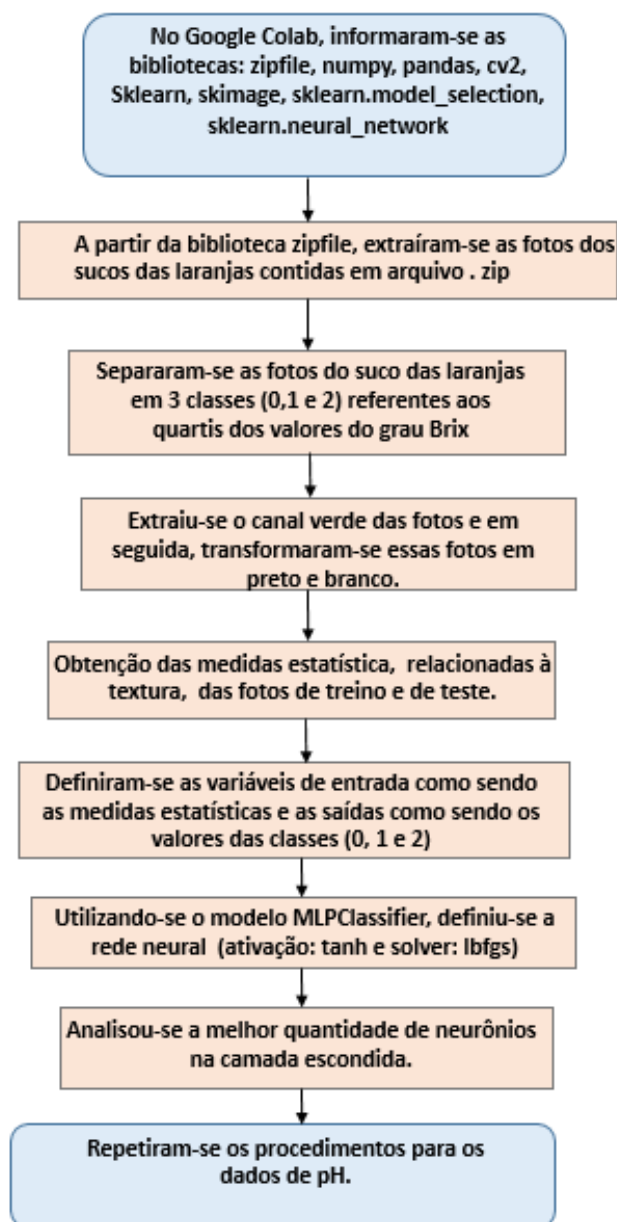 No Google Colab, informaram-se as
bibliotecas: zipfile, numpy, pandas, cv2,
Sklearn, skimage, sklearn.model_selection,
sklearn.neural_network
A partir da biblioteca zipfile, extraíram-se as fotos dos
sucos das laranjas contidas em arquivo . zip
Separaram-se as fotos do suco das laranjas
em 3 classes (0,1 e 2) referentes aos
quartis dos valores do grau Brix
Extraiu-se o canal verde das fotos e em
seguida, transformaram-se essas fotos em
preto e branco.
Obtenção das medidas estatística, relacionadas à
textura, das fotos de treino e de teste.
Definiram-se as variáveis de entrada como sendo
as medidas estatísticas e as saídas como sendo os
valores das classes (0, 1 e 2)
Utilizando-se o modelo MLPClassifier, definiu-se a
rede neural (ativação: tanh e solver: lbfgs)
Analisou-se a melhor quantidade de neurônios
na camada escondida.
Repetiram-se os procedimentos para os
dados de pH.